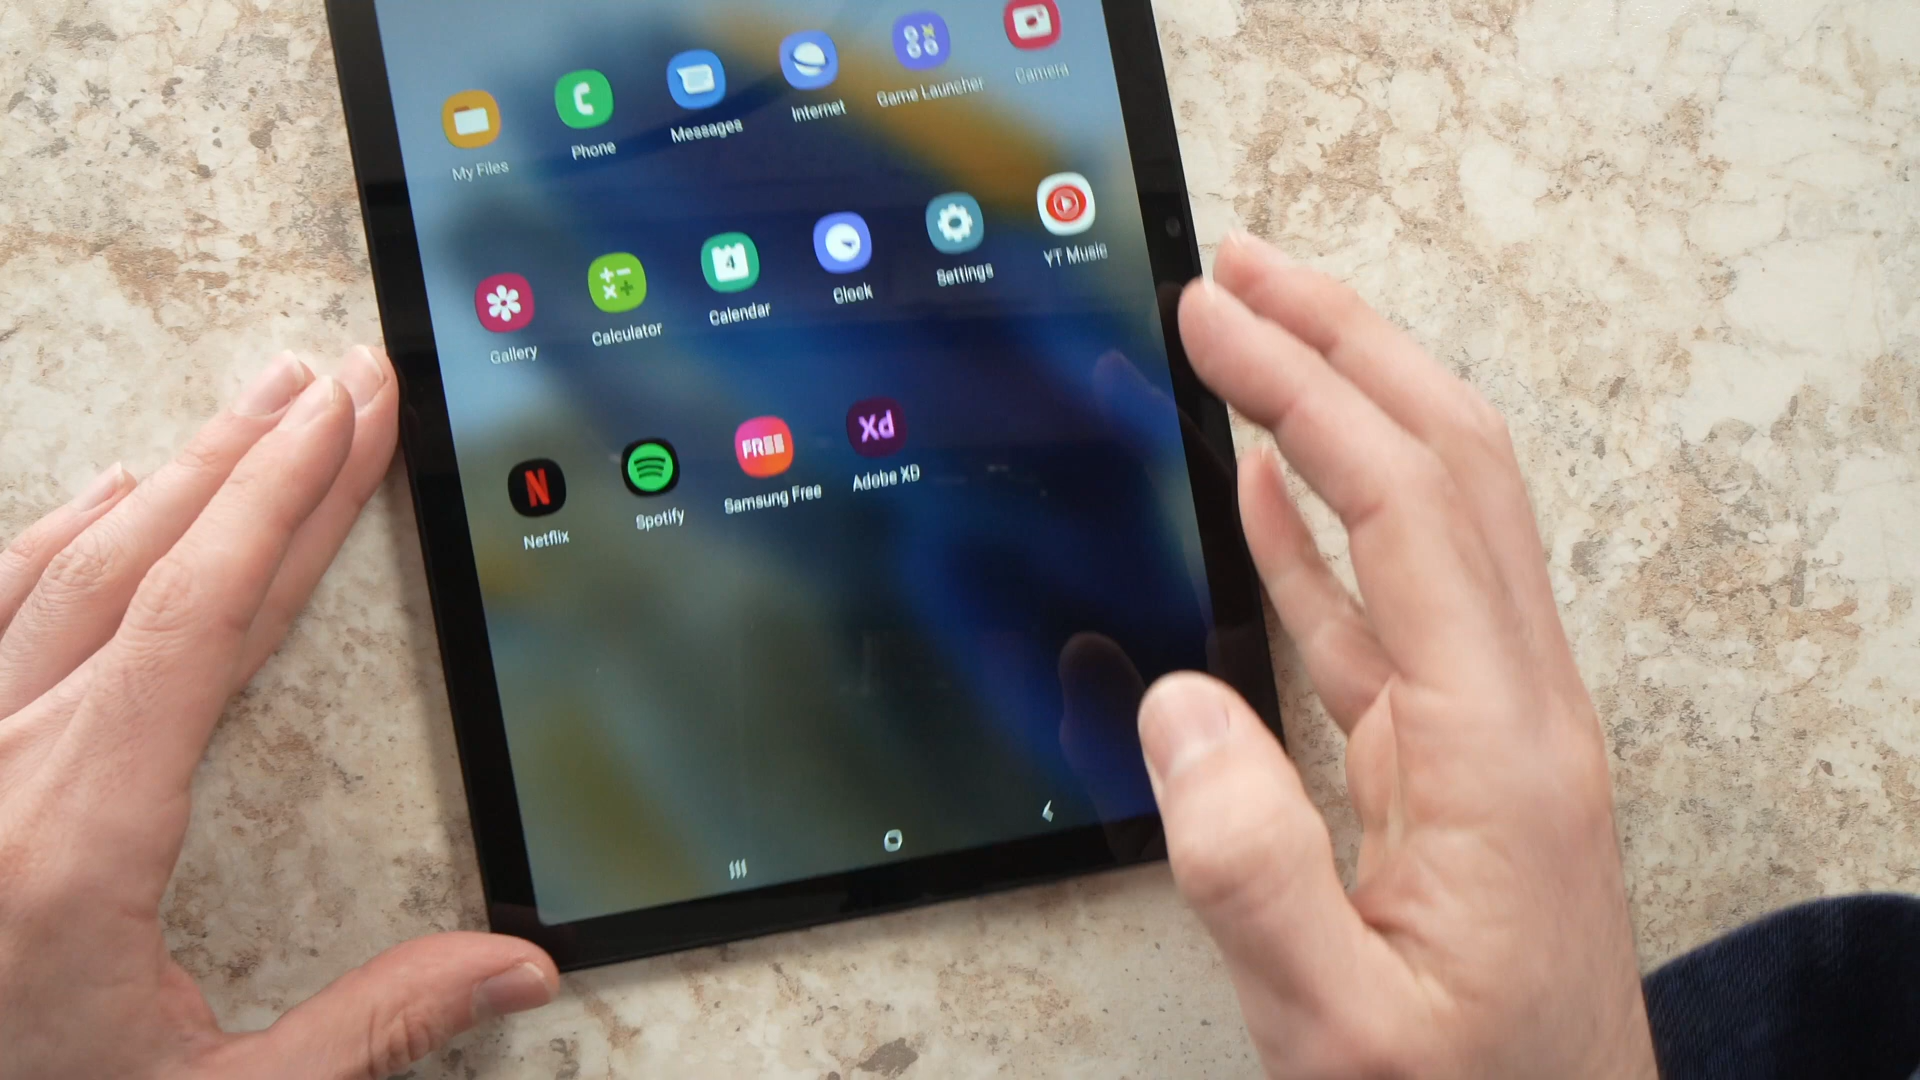 My Files Phone Messages Internet Game Launcher Camera
4
Gallery Calculator Calendar Clock Settings YT Music
N FREE Xd
Netflix Spotify Samsung Free Adobe XD